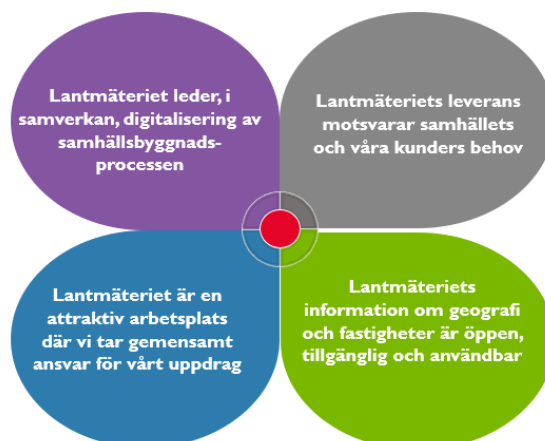 Lantmäteriet leder, i
samverkan, digitalisering av
samhällsbyggnads-
processen
Lantmäteriets leverans
motsvarar samhällets
och våra kunders behov
Lantmäteriet är en
attraktiv arbetsplats
där vi tar gemensamt
ansvar för vårt uppdrag
Lantmäteriets
information om geografi
och fastigheter är öppen,
tillgänglig och användbar